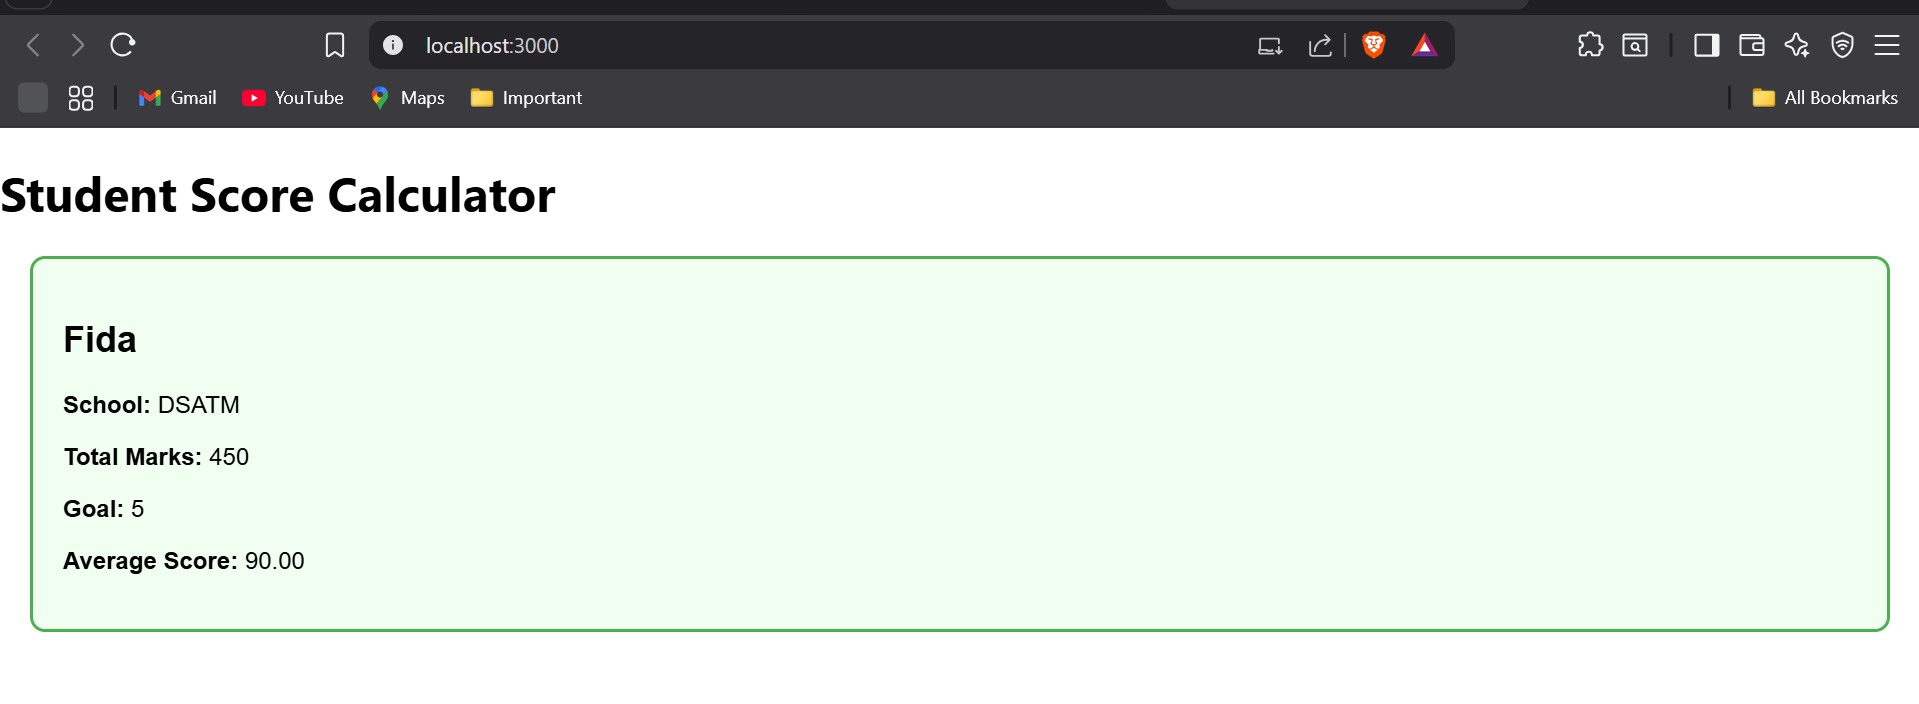 localhost:3000
Gmail YouTube Maps Important All Bookmarks
Student Score Calculator
Fida
School: DSATM
Total Marks: 450
Goal: 5
Average Score: 90.00